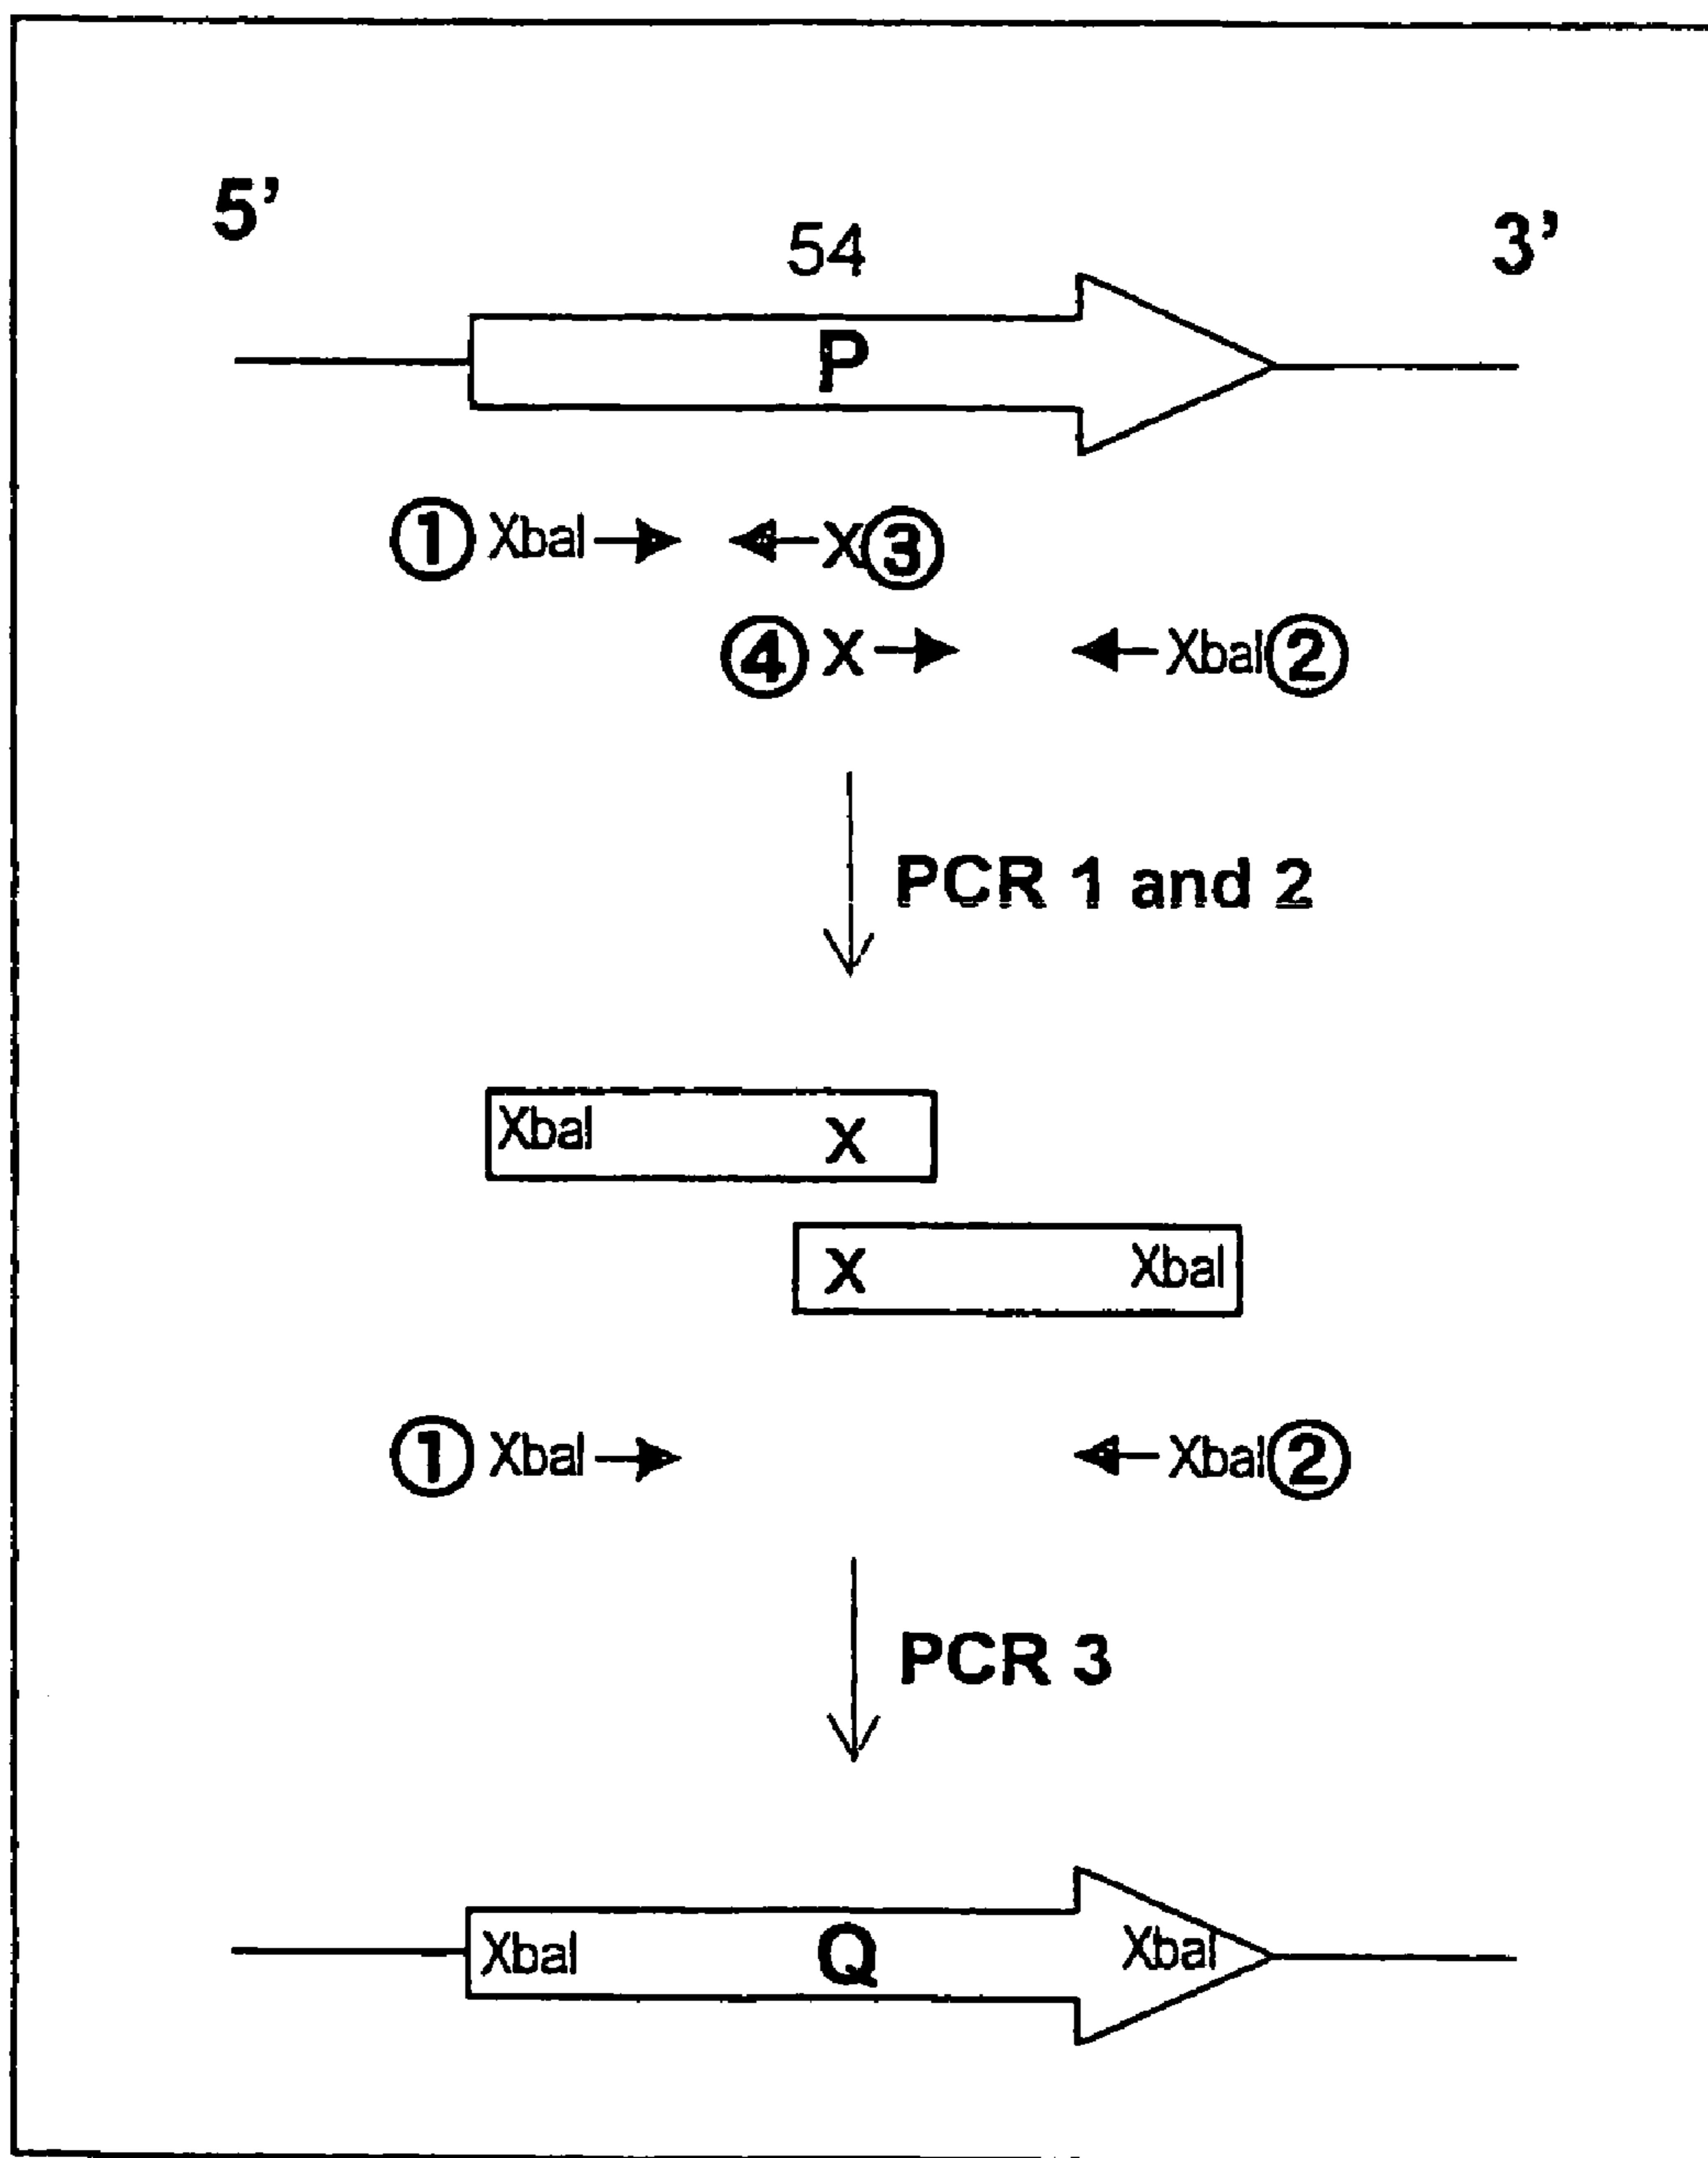 5' 54 3'
P
① XbaI X③
④ X XbaI②
PCR 1 and 2
XbaI X
X XbaI
① XbaI XbaI②
PCR 3
XbaI Q XbaI